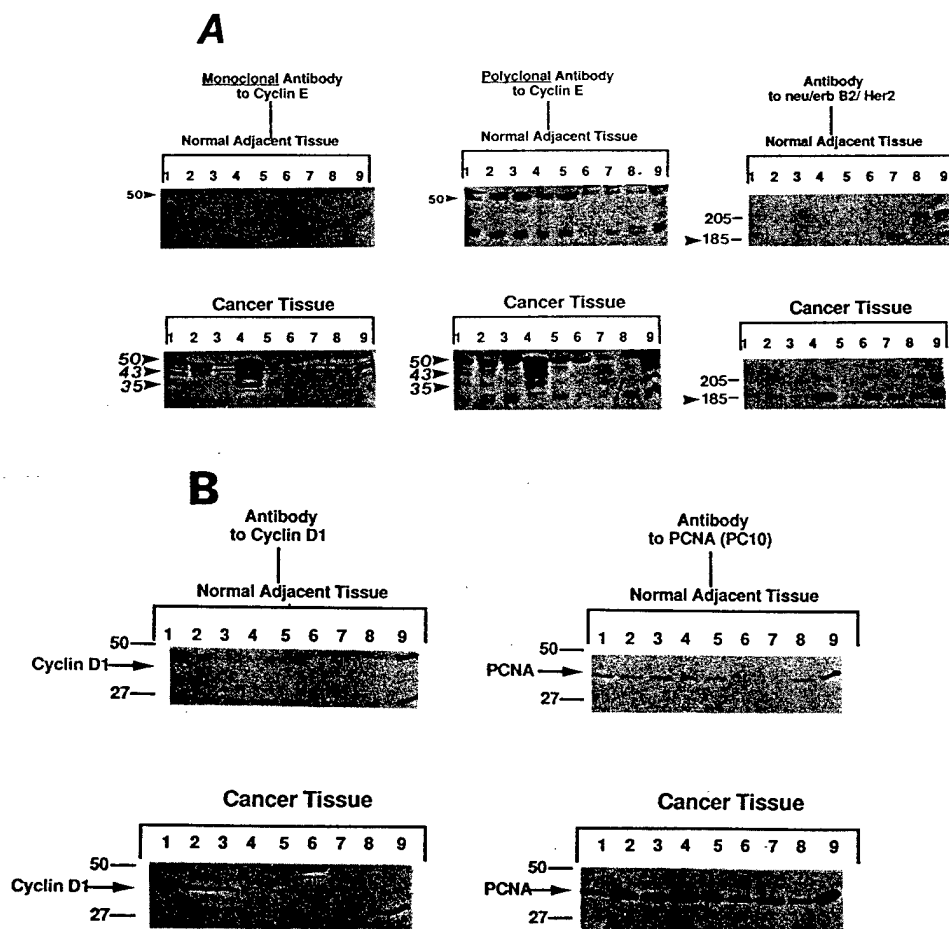 A
Monoclonal Antibody
to Cyclin E
Normal Adjacent Tissue
1 2 3 4 5 6 7 8 9
50
Polyclonal Antibody
to Cyclin E
Normal Adjacent Tissue
1 2 3 4 5 6 7 8 9
50
Antibody
to neu/erb B2/ Her2
Normal Adjacent Tissue
1 2 3 4 5 6 7 8 9
205
185
Cancer Tissue
1 2 3 4 5 6 7 8 9
50
43
35
Cancer Tissue
1 2 3 4 5 6 7 8 9
50
43
35
Cancer Tissue
1 2 3 4 5 6 7 8 9
205
185
B
Antibody
to Cyclin D1
Normal Adjacent Tissue
1 2 3 4 5 6 7 8 9
50
Cyclin D1
27
Antibody
to PCNA (PC10)
Normal Adjacent Tissue
1 2 3 4 5 6 7 8 9
50
PCNA
27
Cancer Tissue
1 2 3 4 5 6 7 8 9
50
Cyclin D1
27
Cancer Tissue
1 2 3 4 5 6 7 8 9
50
PCNA
27